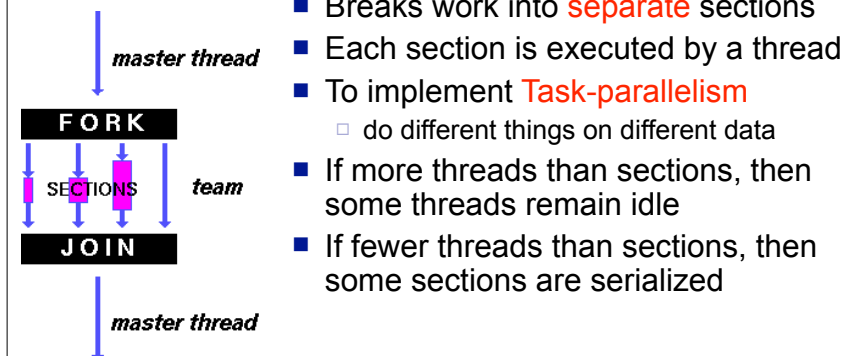 Breaks work into separate sections
Each section is executed by a thread
To implement Task-parallelism
do different things on different data
If more threads than sections, then
some threads remain idle
If fewer threads than sections, then
some sections are serialized
master thread
FORK
SECTIONS
team
JOIN
master thread